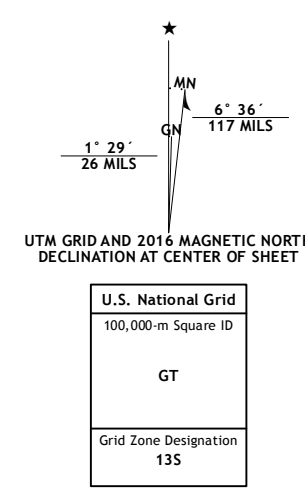 MN
6° 36´
117 MILS
GN
1° 29´
26 MILS
UTM GRID AND 2016 MAGNETIC NORTH
DECLINATION AT CENTER OF SHEET
U.S. National Grid
100,000-m Square ID
GT
Grid Zone Designation
13S